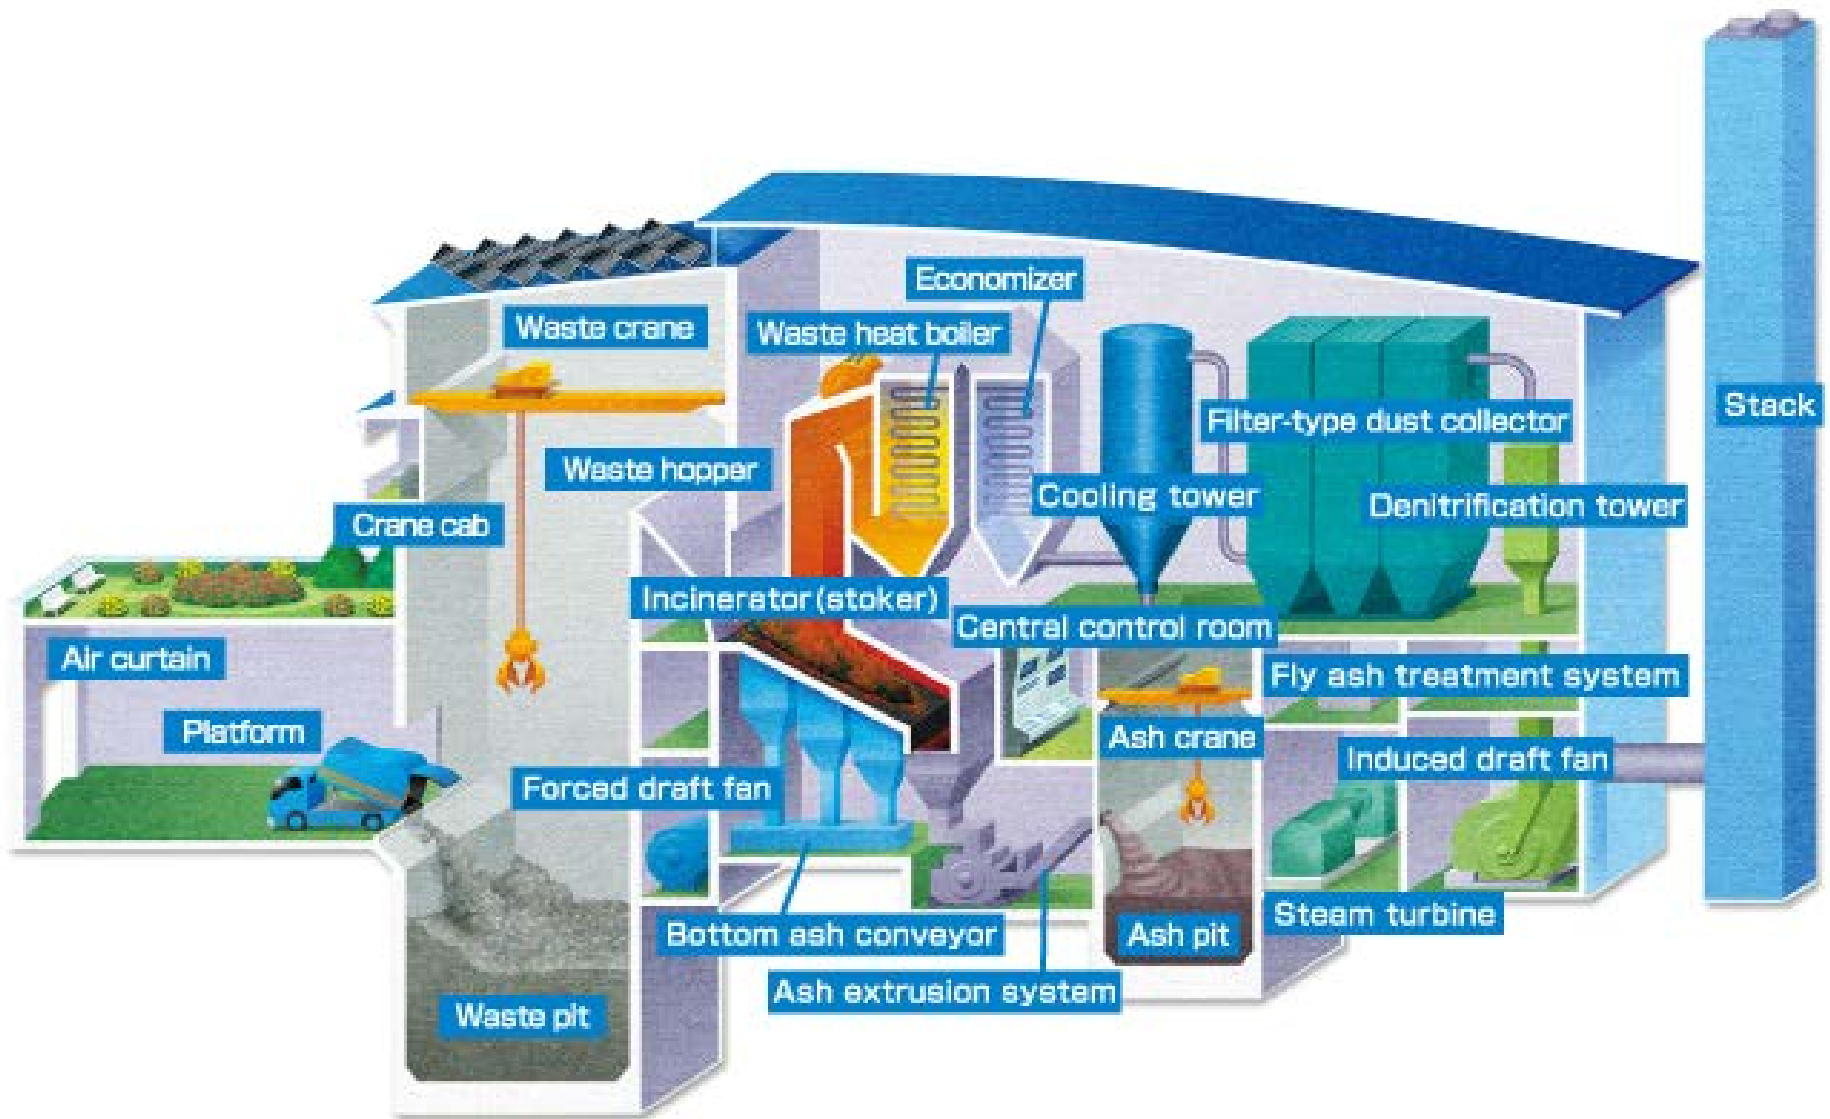 Economizer
Waste crane
Waste heat boiler
Stack
Filter-type dust collector
Waste hopper
Cooling tower
Denitrification tower
Crane cab
Incinerator(stoker)
Central control room
Air curtain
Fly ash treatment system
Platform
Ash crane
Induced draft fan
Forced draft fan
Steam turbine
Bottom ash conveyor
Ash pit
Ash extrusion system
Waste pit